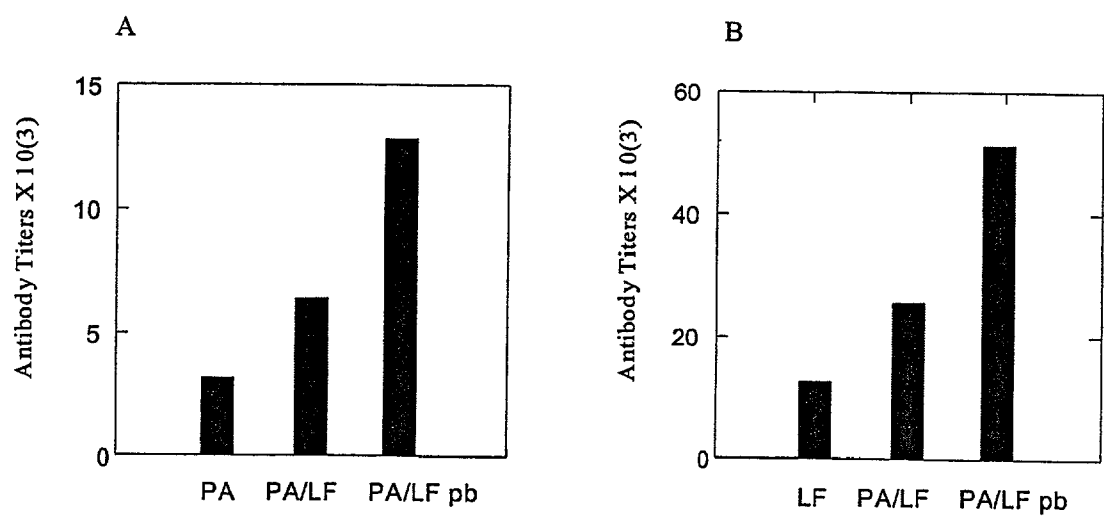 A
Antibody Titers X 10(3)
15
10
5
0
PA PA/LF PA/LF pb
B
Antibody Titers X 10(3)
60
40
20
0
LF PA/LF PA/LF pb